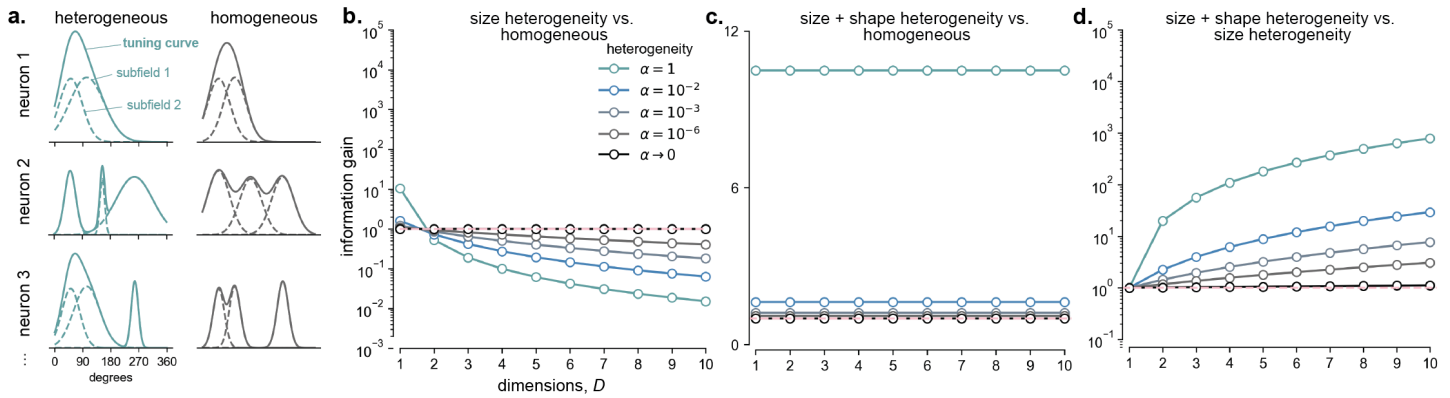 a.
heterogeneous
homogeneous
neuron 1
tuning curve
subfield 1
subfield 2
neuron 2
neuron 3
...
0 90 180 270 360
degrees
b.
size heterogeneity vs.
homogeneous
10⁵
10⁴
10³
10²
10¹
10⁰
10⁻¹
10⁻²
10⁻³
information gain
heterogeneity
α = 1
α = 10⁻²
α = 10⁻³
α = 10⁻⁶
α → 0
1 2 3 4 5 6 7 8 9 10
dimensions, D
c.
size + shape heterogeneity vs.
homogeneous
12
6
0
1 2 3 4 5 6 7 8 9 10
d.
size + shape heterogeneity vs.
size heterogeneity
10⁵
10⁴
10³
10²
10¹
10⁰
10⁻¹
1 2 3 4 5 6 7 8 9 10